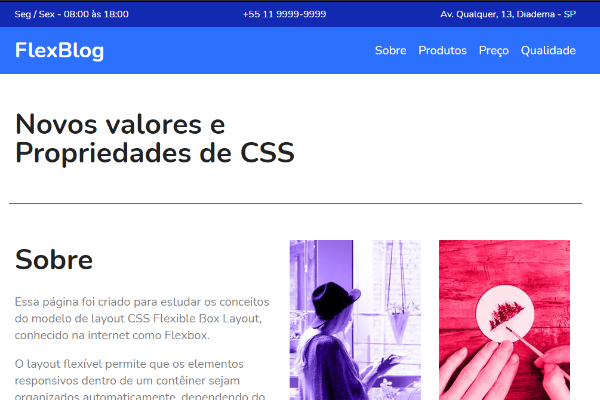 Seg / Sex - 08:00 às 18:00
+55 11 9999-9999
Av. Qualquer, 13, Diadema - SP
FlexBlog
Sobre
Produtos
Preço
Qualidade
Novos valores e
Propriedades de CSS
Sobre
Essa página foi criado para estudar os conceitos
do modelo de layout CSS Flexible Box Layout,
conhecido na internet como Flexbox.
O layout flexível permite que os elementos
responsivos dentro de um contêiner sejam
organizados automaticamente, dependendo do